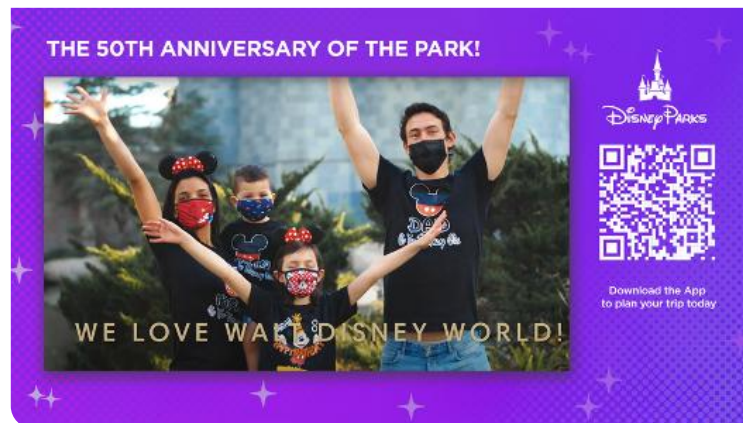 THE 50TH ANNIVERSARY OF THE PARK!
DISNEY PARKS
DAD
WE LOVE WALT DISNEY WORLD!
Download the App
to plan your trip today